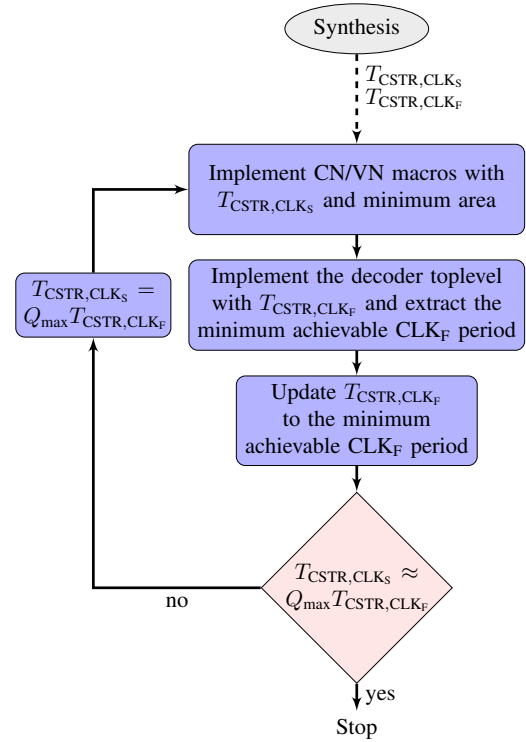 Synthesis
T_CSTR,CLK_S
T_CSTR,CLK_F
Implement CN/VN macros with
T_CSTR,CLK_S and minimum area
Implement the decoder toplevel
with T_CSTR,CLK_F and extract the
minimum achievable CLK_F period
T_CSTR,CLK_S =
Q_max T_CSTR,CLK_F
Update T_CSTR,CLK_F
to the minimum
achievable CLK_F period
T_CSTR,CLK_S ≈
Q_max T_CSTR,CLK_F
no
yes
Stop